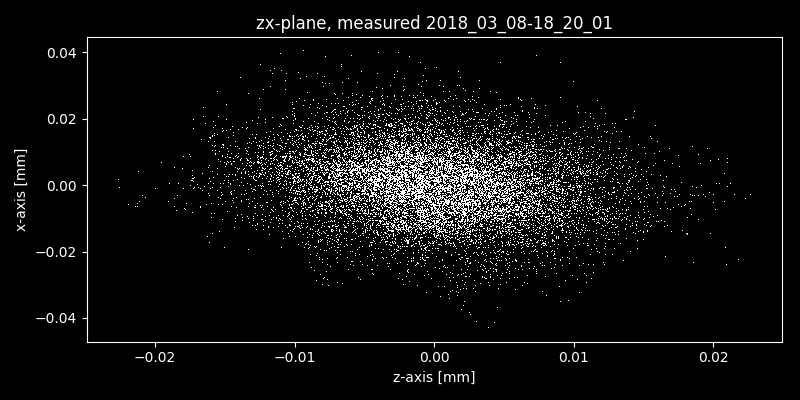 zx-plane, measured 2018_03_08-18_20_01
0.04
0.02
0.00
−0.02
−0.04
x-axis [mm]
−0.02 −0.01 0.00 0.01 0.02
z-axis [mm]